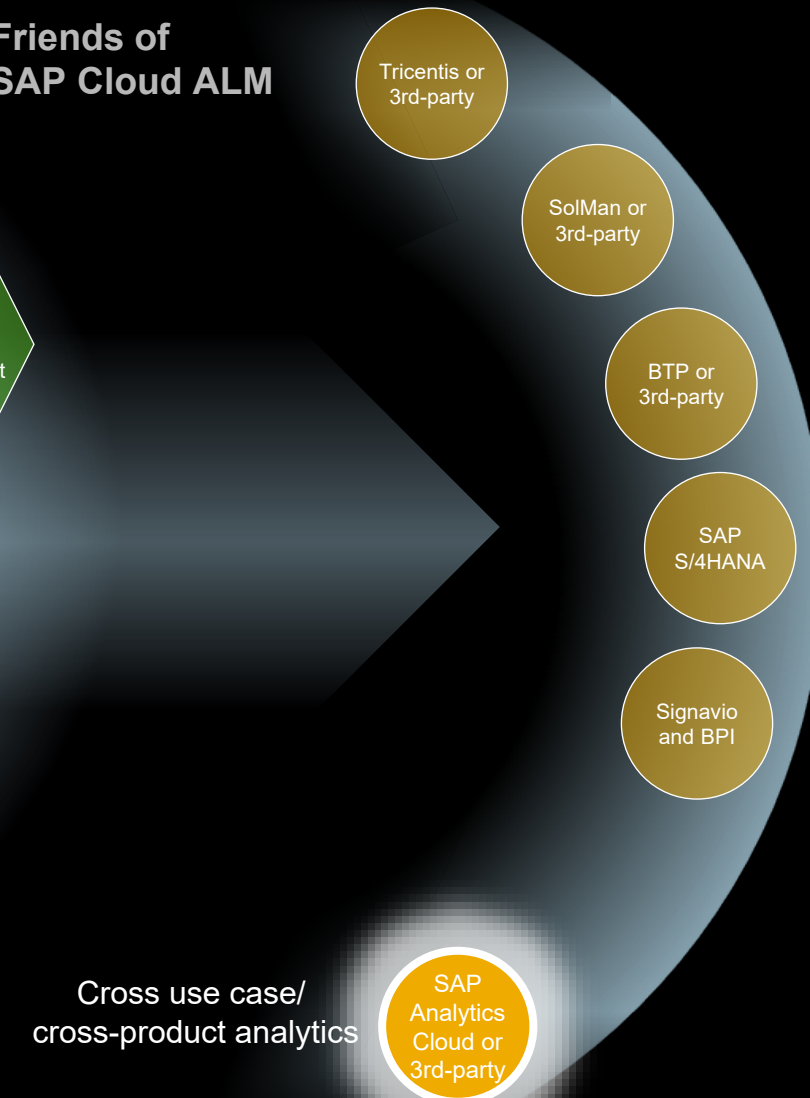 Friends of
SAP Cloud ALM
Tricentis or
3rd-party
SolMan or
3rd-party
BTP or
3rd-party
SAP
S/4HANA
Signavio
and BPI
Cross use case/
cross-product analytics
SAP
Analytics
Cloud or
3rd-party